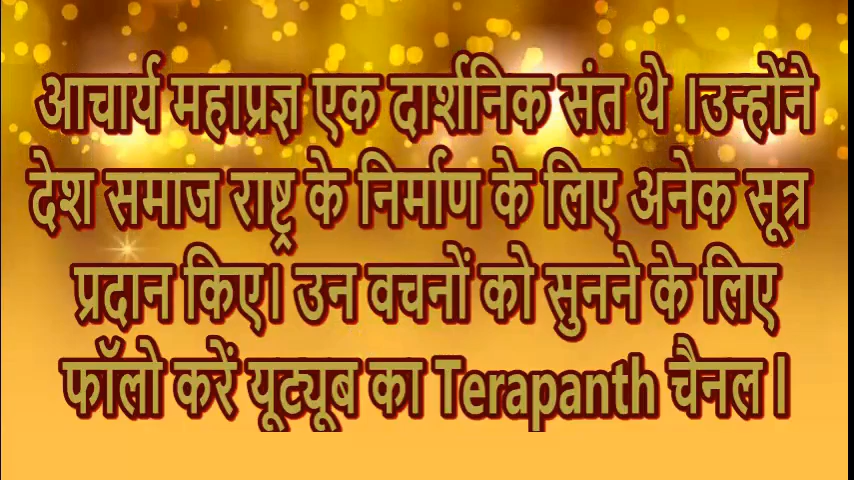 आचार्य महाप्रज्ञ एक दार्शनिक संत थे ।उन्होंने
देश समाज राष्ट्र के निर्माण के लिए अनेक सूत्र
प्रदान किए। उन वचनों को सुनने के लिए
फॉलो करें यूट्यूब का Terapanth चैनल।